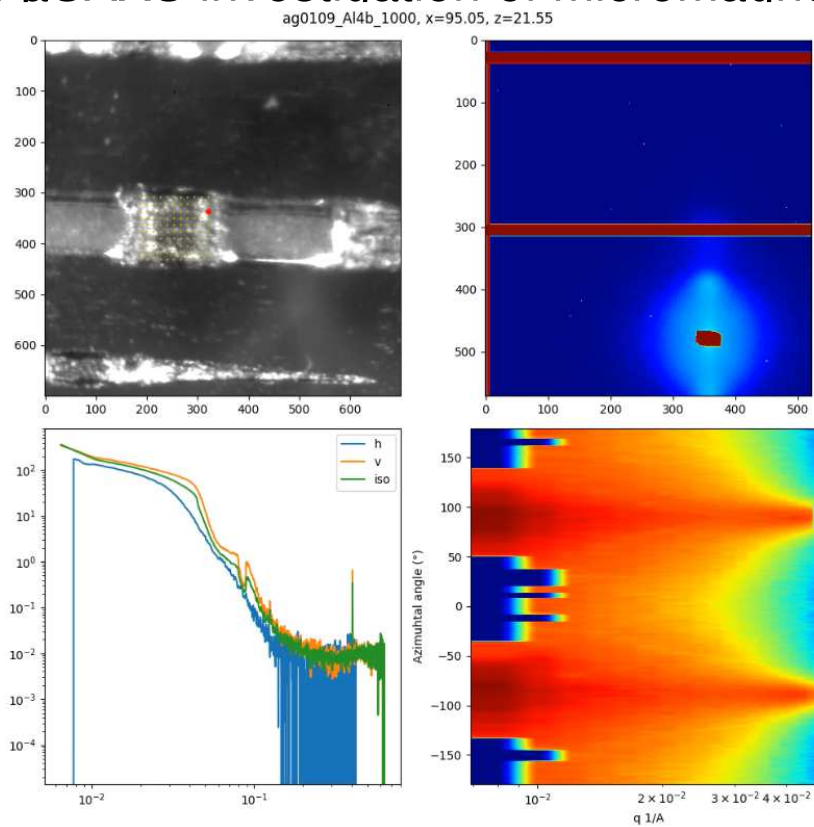 investigation of
ag0109_Al4b_1000, x=95.05, z=21.55
0
100
200
300
400
500
600
0 100 200 300 400 500 600
0
100
200
300
400
500
0 100 200 300 400 500
10²
10¹
10⁰
10⁻¹
10⁻²
10⁻³
10⁻⁴
h
v
iso
10⁻² 10⁻¹
Azimuhtal angle (°)
150
100
50
0
−50
−100
−150
10⁻² 2 × 10⁻² 3 × 10⁻² 4 × 10⁻²
q 1/A